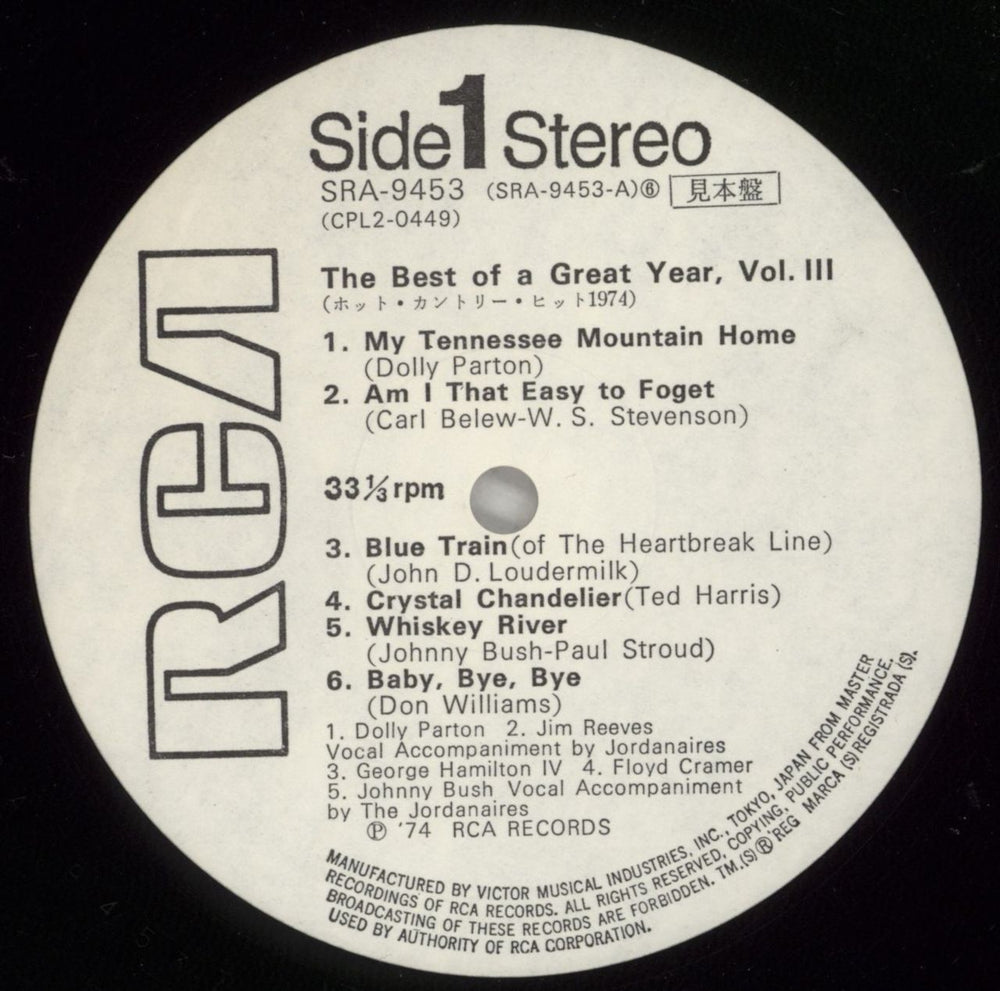 Side 1 Stereo
SRA-9453 (SRA-9453-A)⑥ 見本盤
(CPL2-0449)
RCA
The Best of a Great Year, Vol. III
(ホット・カントリー・ヒット1974)
1. My Tennessee Mountain Home
(Dolly Parton)
2. Am I That Easy to Foget
(Carl Belew-W. S. Stevenson)
33⅓ rpm
3. Blue Train (of The Heartbreak Line)
(John D. Loudermilk)
4. Crystal Chandelier (Ted Harris)
5. Whiskey River
(Johnny Bush-Paul Stroud)
6. Baby, Bye, Bye
(Don Williams)
1. Dolly Parton 2. Jim Reeves
Vocal Accompaniment by Jordanaires
3. George Hamilton IV 4. Floyd Cramer
5. Johnny Bush Vocal Accompaniment
by The Jordanaires
℗ '74 RCA RECORDS
MANUFACTURED BY VICTOR MUSICAL INDUSTRIES, INC., TOKYO, JAPAN FROM MASTER
RECORDINGS OF RCA RECORDS. ALL RIGHTS RESERVED, COPYING, PUBLIC PERFORMANCE,
BROADCASTING OF THESE RECORDS ARE FORBIDDEN. TM.(S) ® REG MARCA (S) REGISTRADA (S).
USED BY AUTHORITY OF RCA CORPORATION.